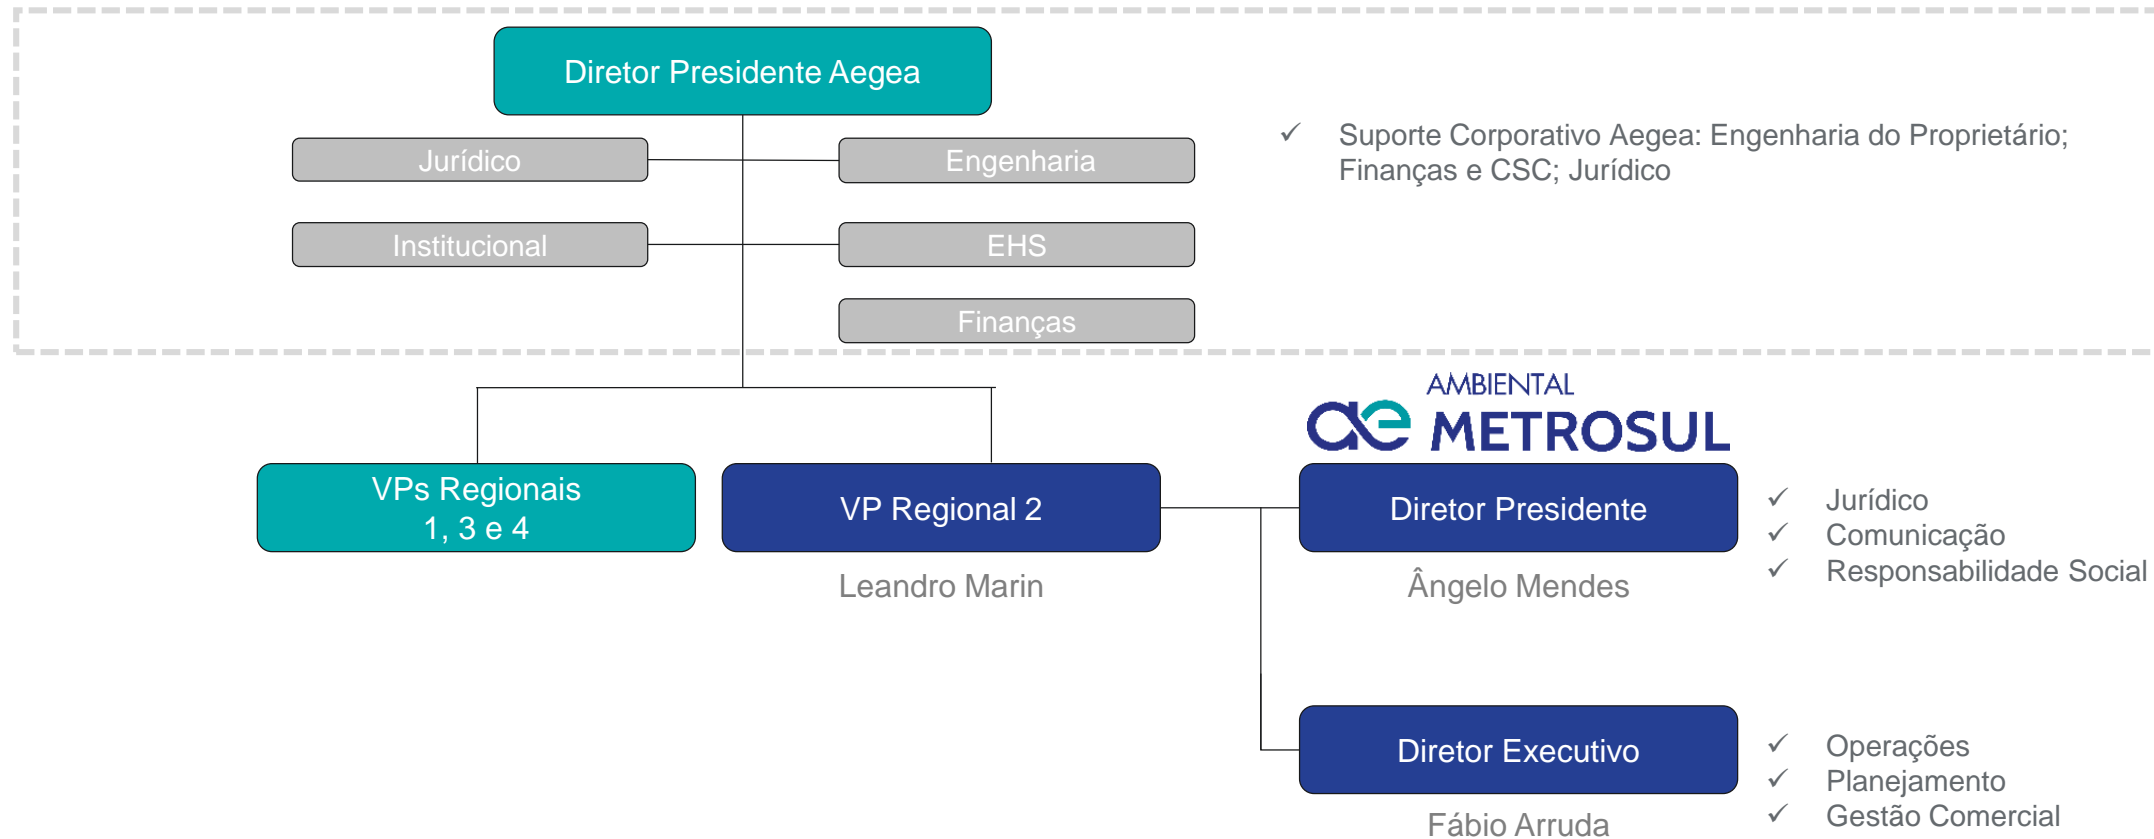 Diretor Presidente Aegea
Jurídico
Engenharia
✓ Suporte Corporativo Aegea: Engenharia do Proprietário;
Finanças e CSC; Jurídico
Institucional
EHS
Finanças
AMBIENTAL
ae METROSUL
VPs Regionais
1, 3 e 4
VP Regional 2
Diretor Presidente
✓ Jurídico
✓ Comunicação
✓ Responsabilidade Social
Leandro Marin
Ângelo Mendes
Diretor Executivo
✓ Operações
✓ Planejamento
✓ Gestão Comercial
Fábio Arruda